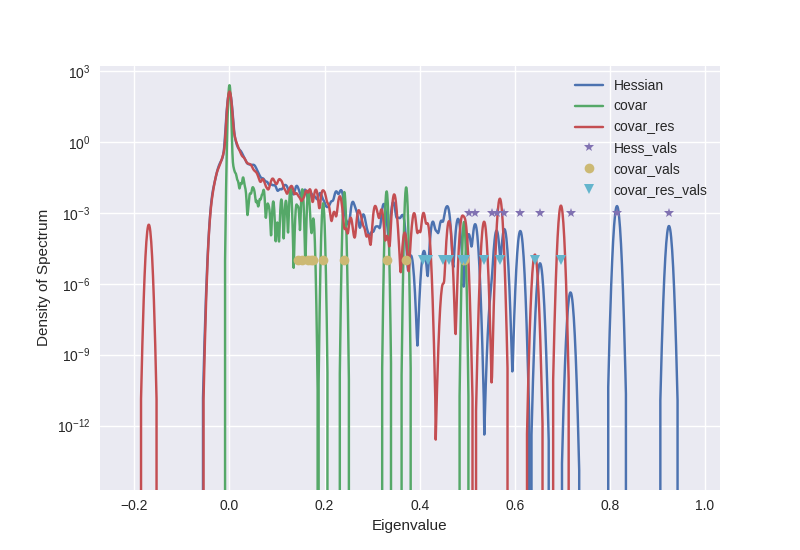 10^3
10^0
10^−3
10^−6
10^−9
10^−12
Density of Spectrum
Hessian
covar
covar_res
Hess_vals
covar_vals
covar_res_vals
−0.2 0.0 0.2 0.4 0.6 0.8 1.0
Eigenvalue